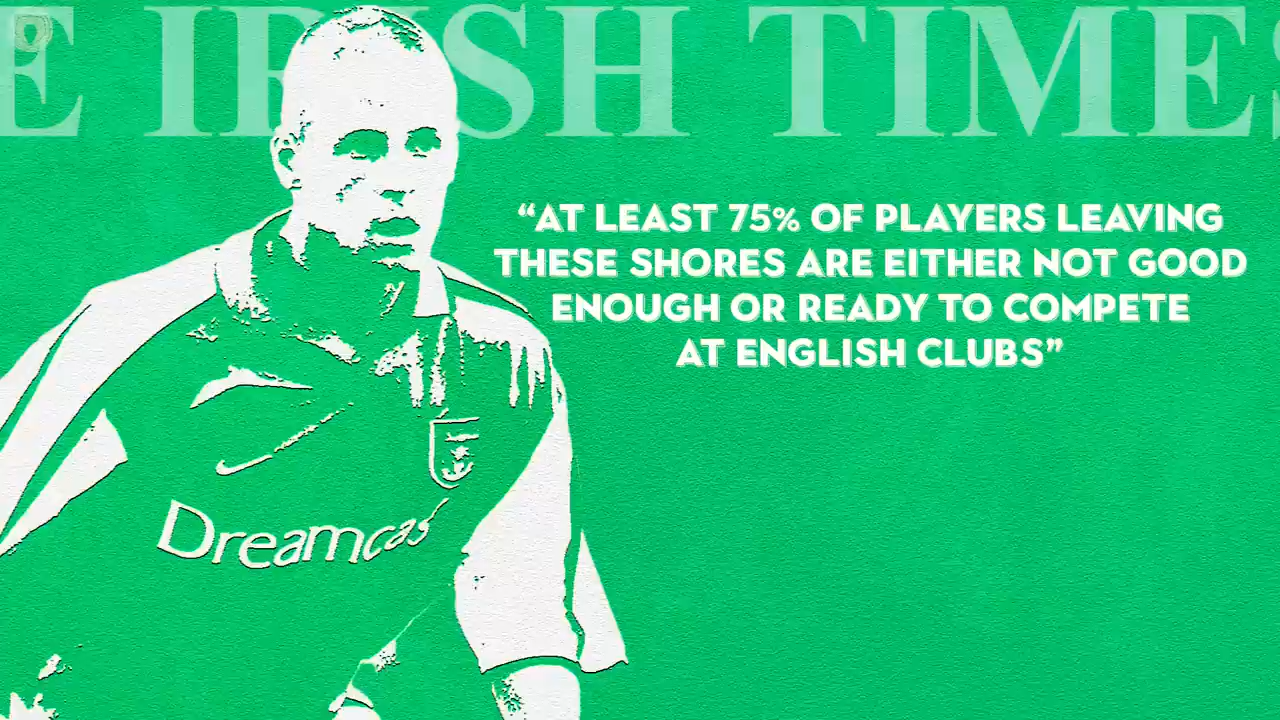 E IRISH TIMES
“AT LEAST 75% OF PLAYERS LEAVING
THESE SHORES ARE EITHER NOT GOOD
ENOUGH OR READY TO COMPETE
AT ENGLISH CLUBS”
Dreamcas